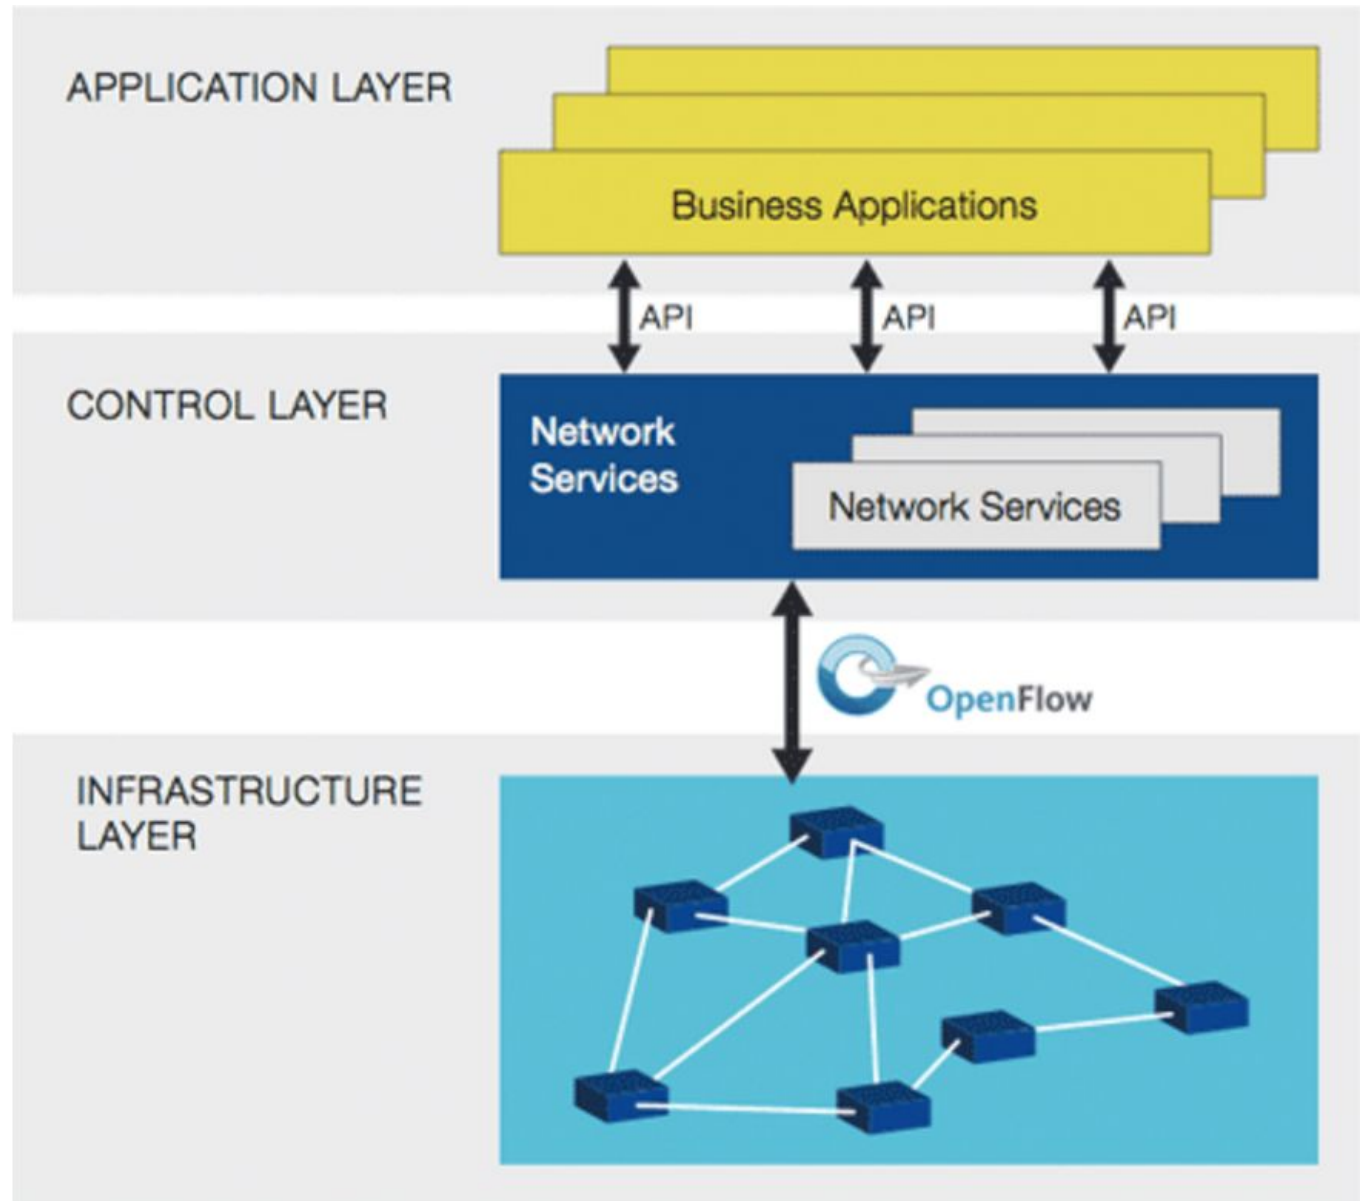 APPLICATION LAYER
Business Applications
API
API
API
CONTROL LAYER
Network
Services
Network Services
OpenFlow
INFRASTRUCTURE
LAYER